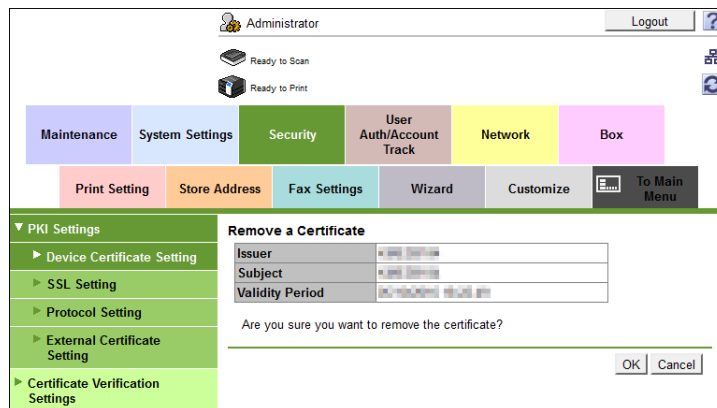 Administrator
Logout
?
Ready to Scan
Ready to Print
Maintenance
System Settings
Security
User
Auth/Account
Track
Network
Box
Print Setting
Store Address
Fax Settings
Wizard
Customize
To Main
Menu
PKI Settings
Device Certificate Setting
SSL Setting
Protocol Setting
External Certificate
Setting
Certificate Verification
Settings
Remove a Certificate
Issuer
Subject
Validity Period
Are you sure you want to remove the certificate?
OK
Cancel